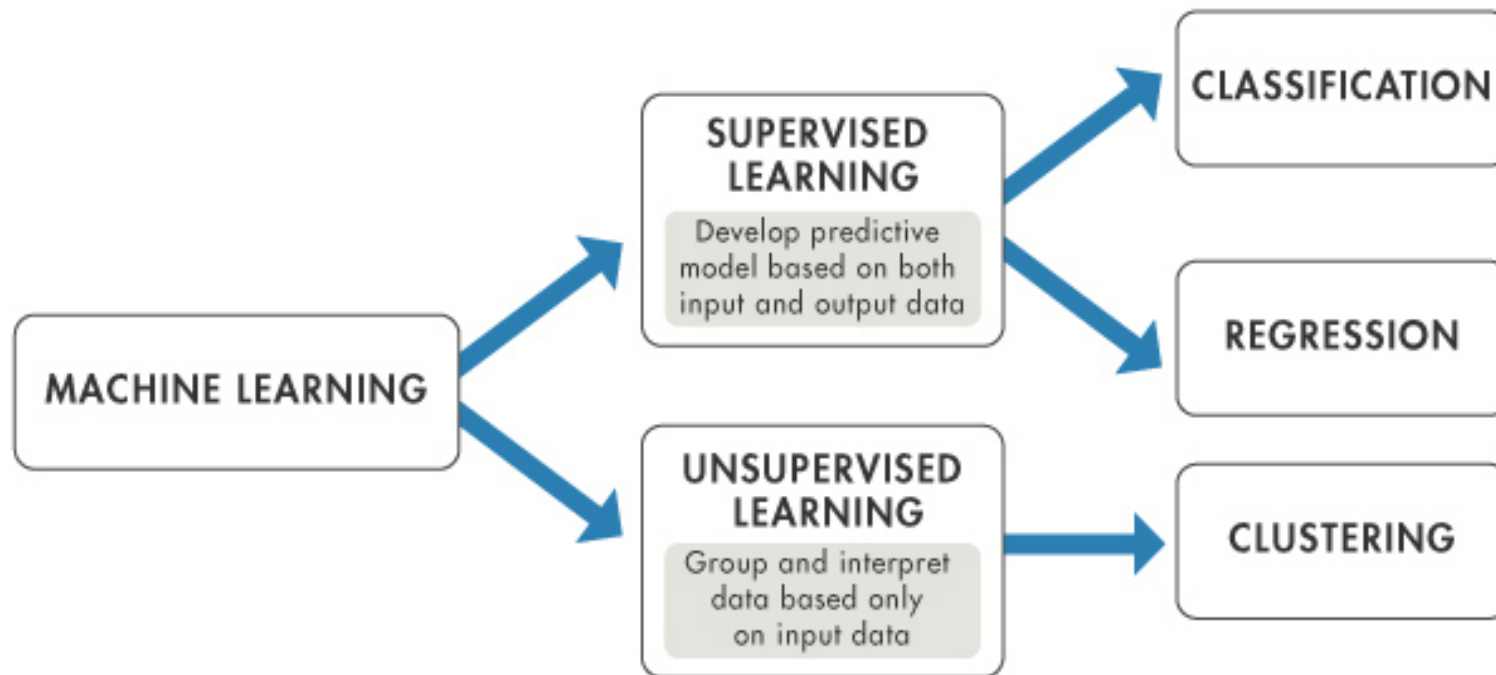 MACHINE LEARNING
SUPERVISED
LEARNING
Develop predictive
model based on both
input and output data
UNSUPERVISED
LEARNING
Group and interpret
data based only
on input data
CLASSIFICATION
REGRESSION
CLUSTERING